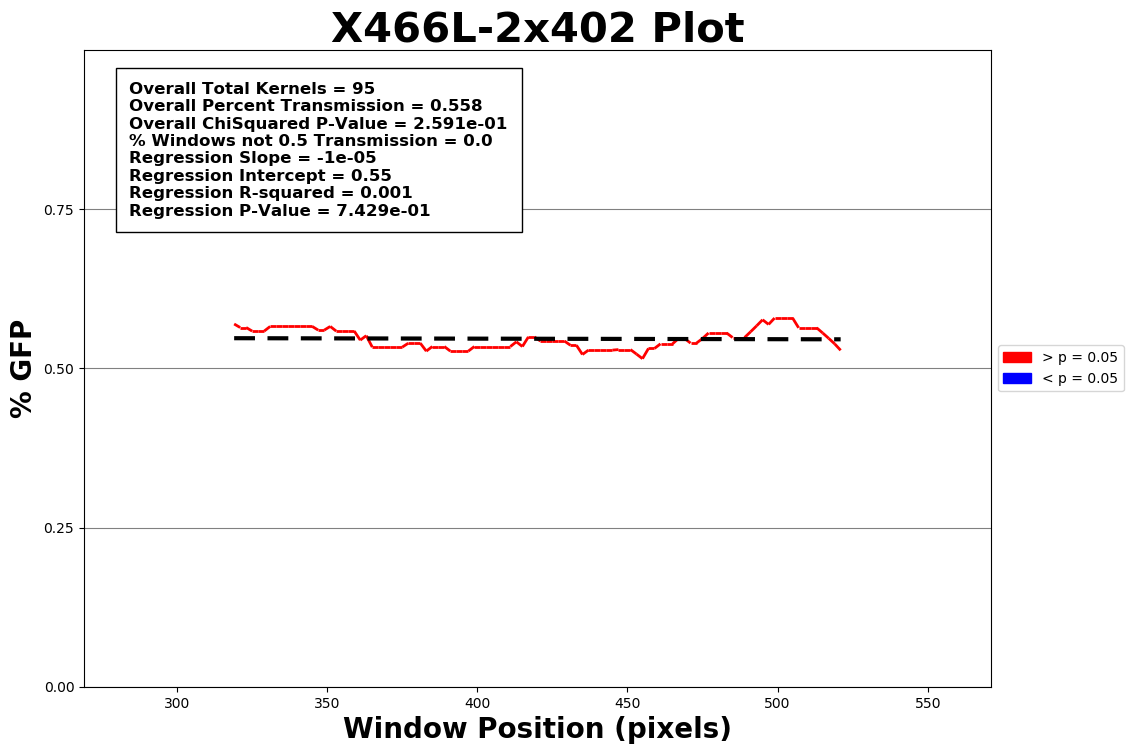 X466L-2x402 Plot
Overall Total Kernels = 95
Overall Percent Transmission = 0.558
Overall ChiSquared P-Value = 2.591e-01
% Windows not 0.5 Transmission = 0.0
Regression Slope = -1e-05
Regression Intercept = 0.55
Regression R-squared = 0.001
Regression P-Value = 7.429e-01
0.75
0.50
0.25
0.00
% GFP
> p = 0.05
< p = 0.05
300 350 400 450 500 550
Window Position (pixels)